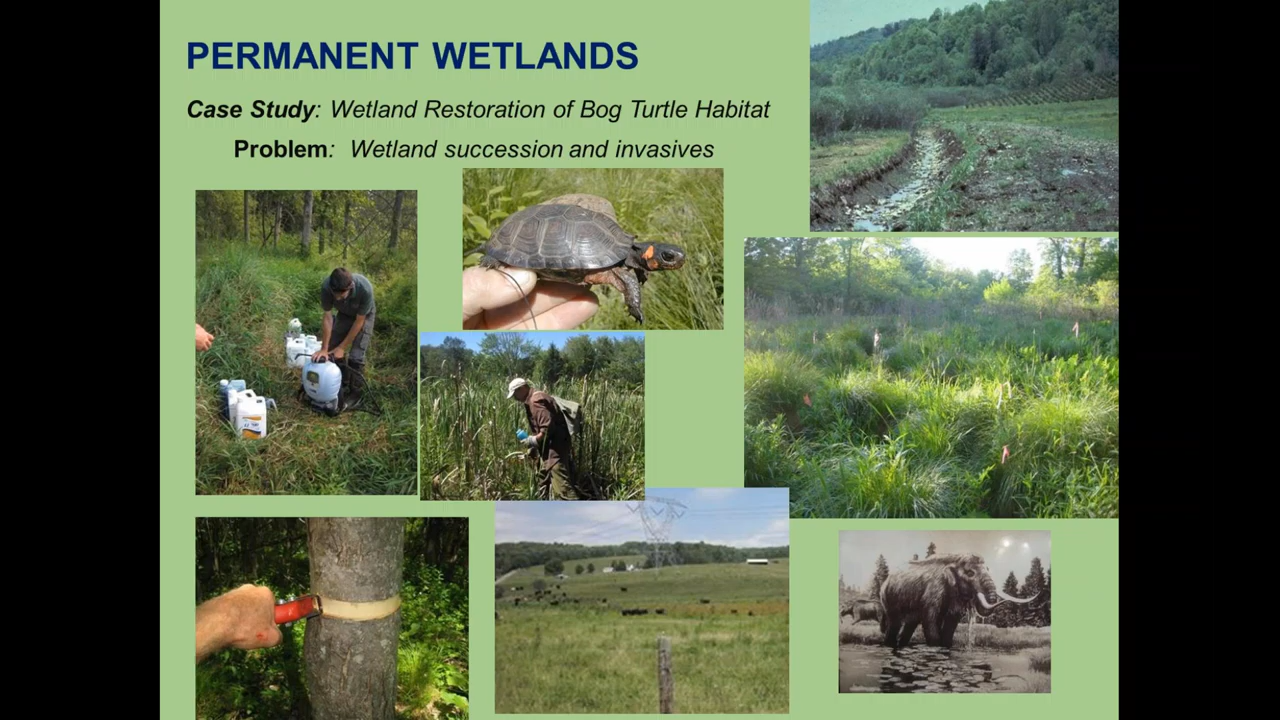 PERMANENT WETLANDS
Case Study: Wetland Restoration of Bog Turtle Habitat
Problem: Wetland succession and invasives